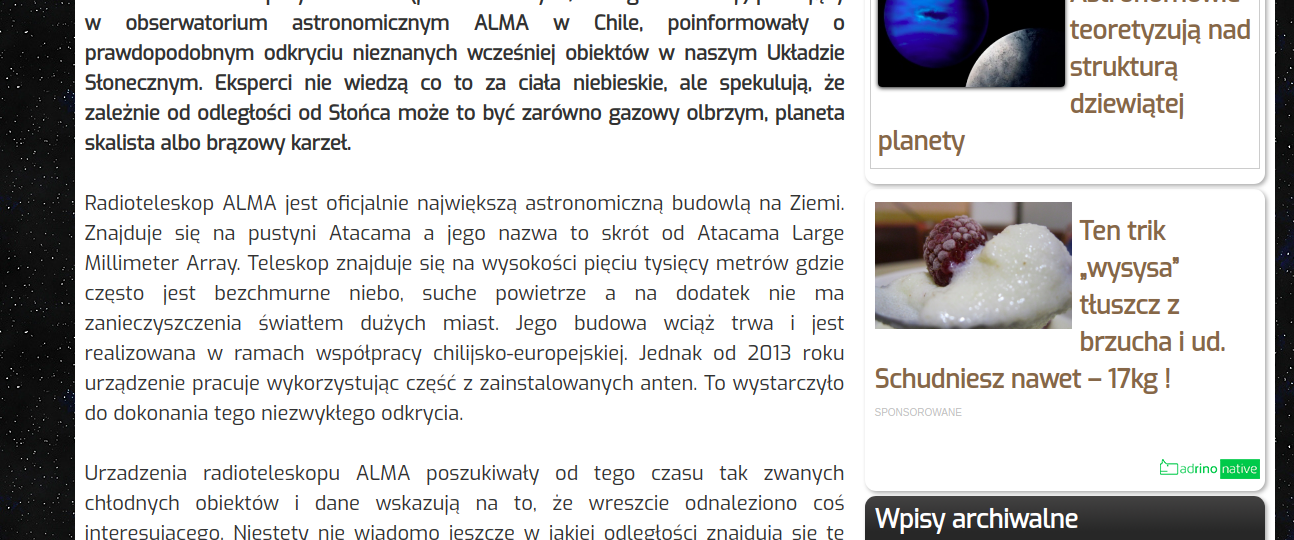 w obserwatorium astronomicznym ALMA w Chile, poinformowały o
prawdopodobnym odkryciu nieznanych wcześniej obiektów w naszym Układzie
Słonecznym. Eksperci nie wiedzą co to za ciała niebieskie, ale spekulują, że
zależnie od odległości od Słońca może to być zarówno gazowy olbrzym, planeta
skalista albo brązowy karzeł.
Radioteleskop ALMA jest oficjalnie największą astronomiczną budowlą na Ziemi.
Znajduje się na pustyni Atacama a jego nazwa to skrót od Atacama Large
Millimeter Array. Teleskop znajduje się na wysokości pięciu tysięcy metrów gdzie
często jest bezchmurne niebo, suche powietrze a na dodatek nie ma
zanieczyszczenia światłem dużych miast. Jego budowa wciąż trwa i jest
realizowana w ramach współpracy chilijsko-europejskiej. Jednak od 2013 roku
urządzenie pracuje wykorzystując część z zainstalowanych anten. To wystarczyło
do dokonania tego niezwykłego odkrycia.
Urzadzenia radioteleskopu ALMA poszukiwały od tego czasu tak zwanych
chłodnych obiektów i dane wskazują na to, że wreszcie odnaleziono coś
interesującego. Niestety nie wiadomo jeszcze w jakiej odległości znajdują się te
Astronomowie
teoretyzują nad
strukturą
dziewiątej
planety
Ten trik
„wysysa”
tłuszcz z
brzucha i ud.
Schudniesz nawet – 17kg !
SPONSOROWANE
adrino native
Wpisy archiwalne